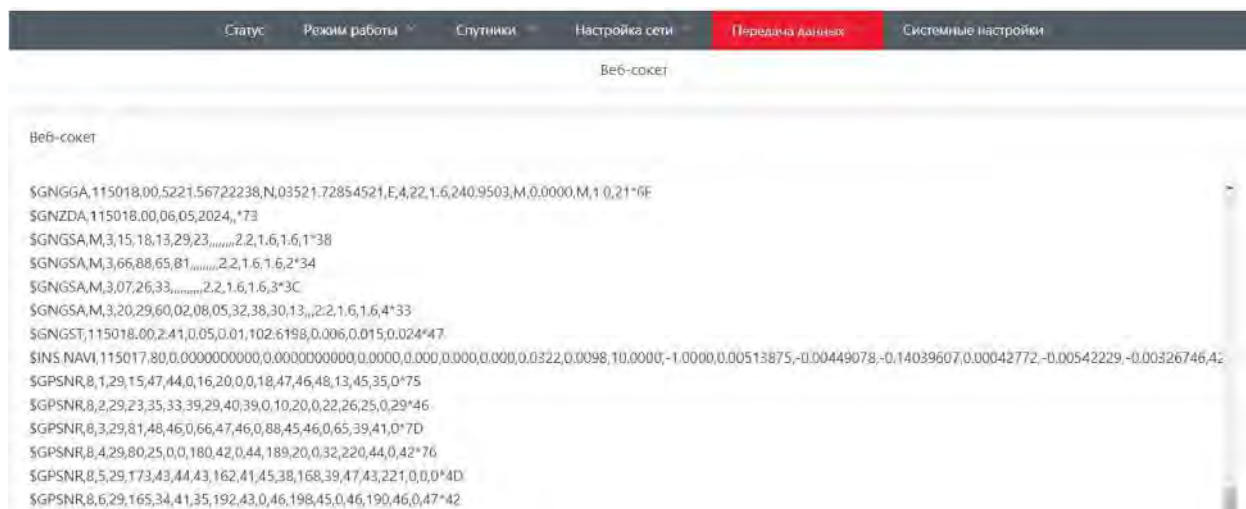 Статус Режим работы Спутники Настройка сети Передача данных Системные настройки
Веб-сокет
Веб-сокет
$GNGGA,115018.00,5221.56722238,N,03521.72854521,E,4,22,1.6,240.9503,M,0.0000,M,1.0,21*6F
$GNZDA,115018.00,06,05,2024,,*73
$GNGSA,M,3,15,18,13,29,23,,,,,,,,2.2,1.6,1.6,1*38
$GNGSA,M,3,66,88,65,81,,,,,,,,,2.2,1.6,1.6,2*34
$GNGSA,M,3,07,26,33,,,,,,,,,,2.2,1.6,1.6,3*3C
$GNGSA,M,3,20,29,60,02,08,05,32,38,30,13,,,2.2,1.6,1.6,4*33
$GNGST,115018.00,2.41,0.05,0.01,102.6198,0.006,0.015,0.024*47
$INS NAVI,115017.80,0.0000000000,0.0000000000,0.0000,0.000,0.000,0.000,0.0322,0.0098,10.0000,-1.0000,0.00513875,-0.00449078,-0.14039607,0.00042772,-0.00542229,-0.00326746,42
$GPSNR,8,1,29,15,47,44,0,16,20,0,0,18,47,46,48,13,45,35,0*75
$GPSNR,8,2,29,23,35,33,39,29,40,39,0,10,20,0,22,26,25,0,29*46
$GPSNR,8,3,29,81,48,46,0,66,47,46,0,88,45,46,0,65,39,41,0*7D
$GPSNR,8,4,29,80,25,0,0,180,42,0,44,189,20,0,32,220,44,0,42*76
$GPSNR,8,5,29,173,43,44,43,162,41,45,38,168,39,47,43,221,0,0,0*4D
$GPSNR,8,6,29,165,34,41,35,192,43,0,46,198,45,0,46,190,46,0,47*42